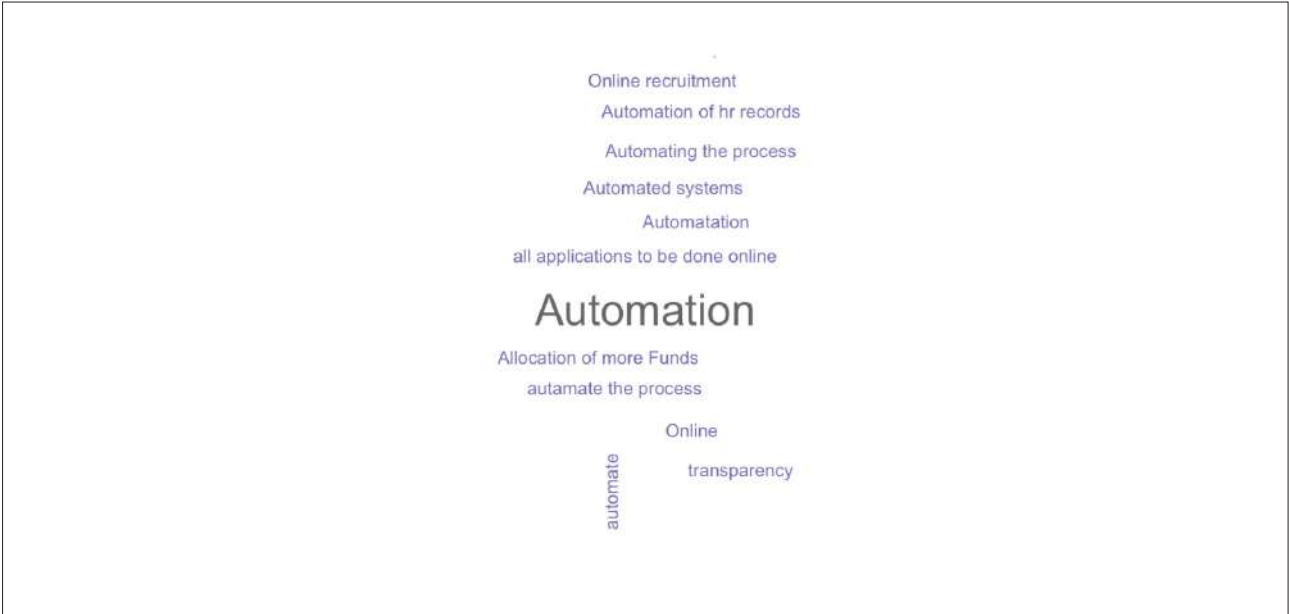 Online recruitment
Automation of hr records
Automating the process
Automated systems
Automatation
all applications to be done online
Automation
Allocation of more Funds
autamate the process
Online
automate
transparency